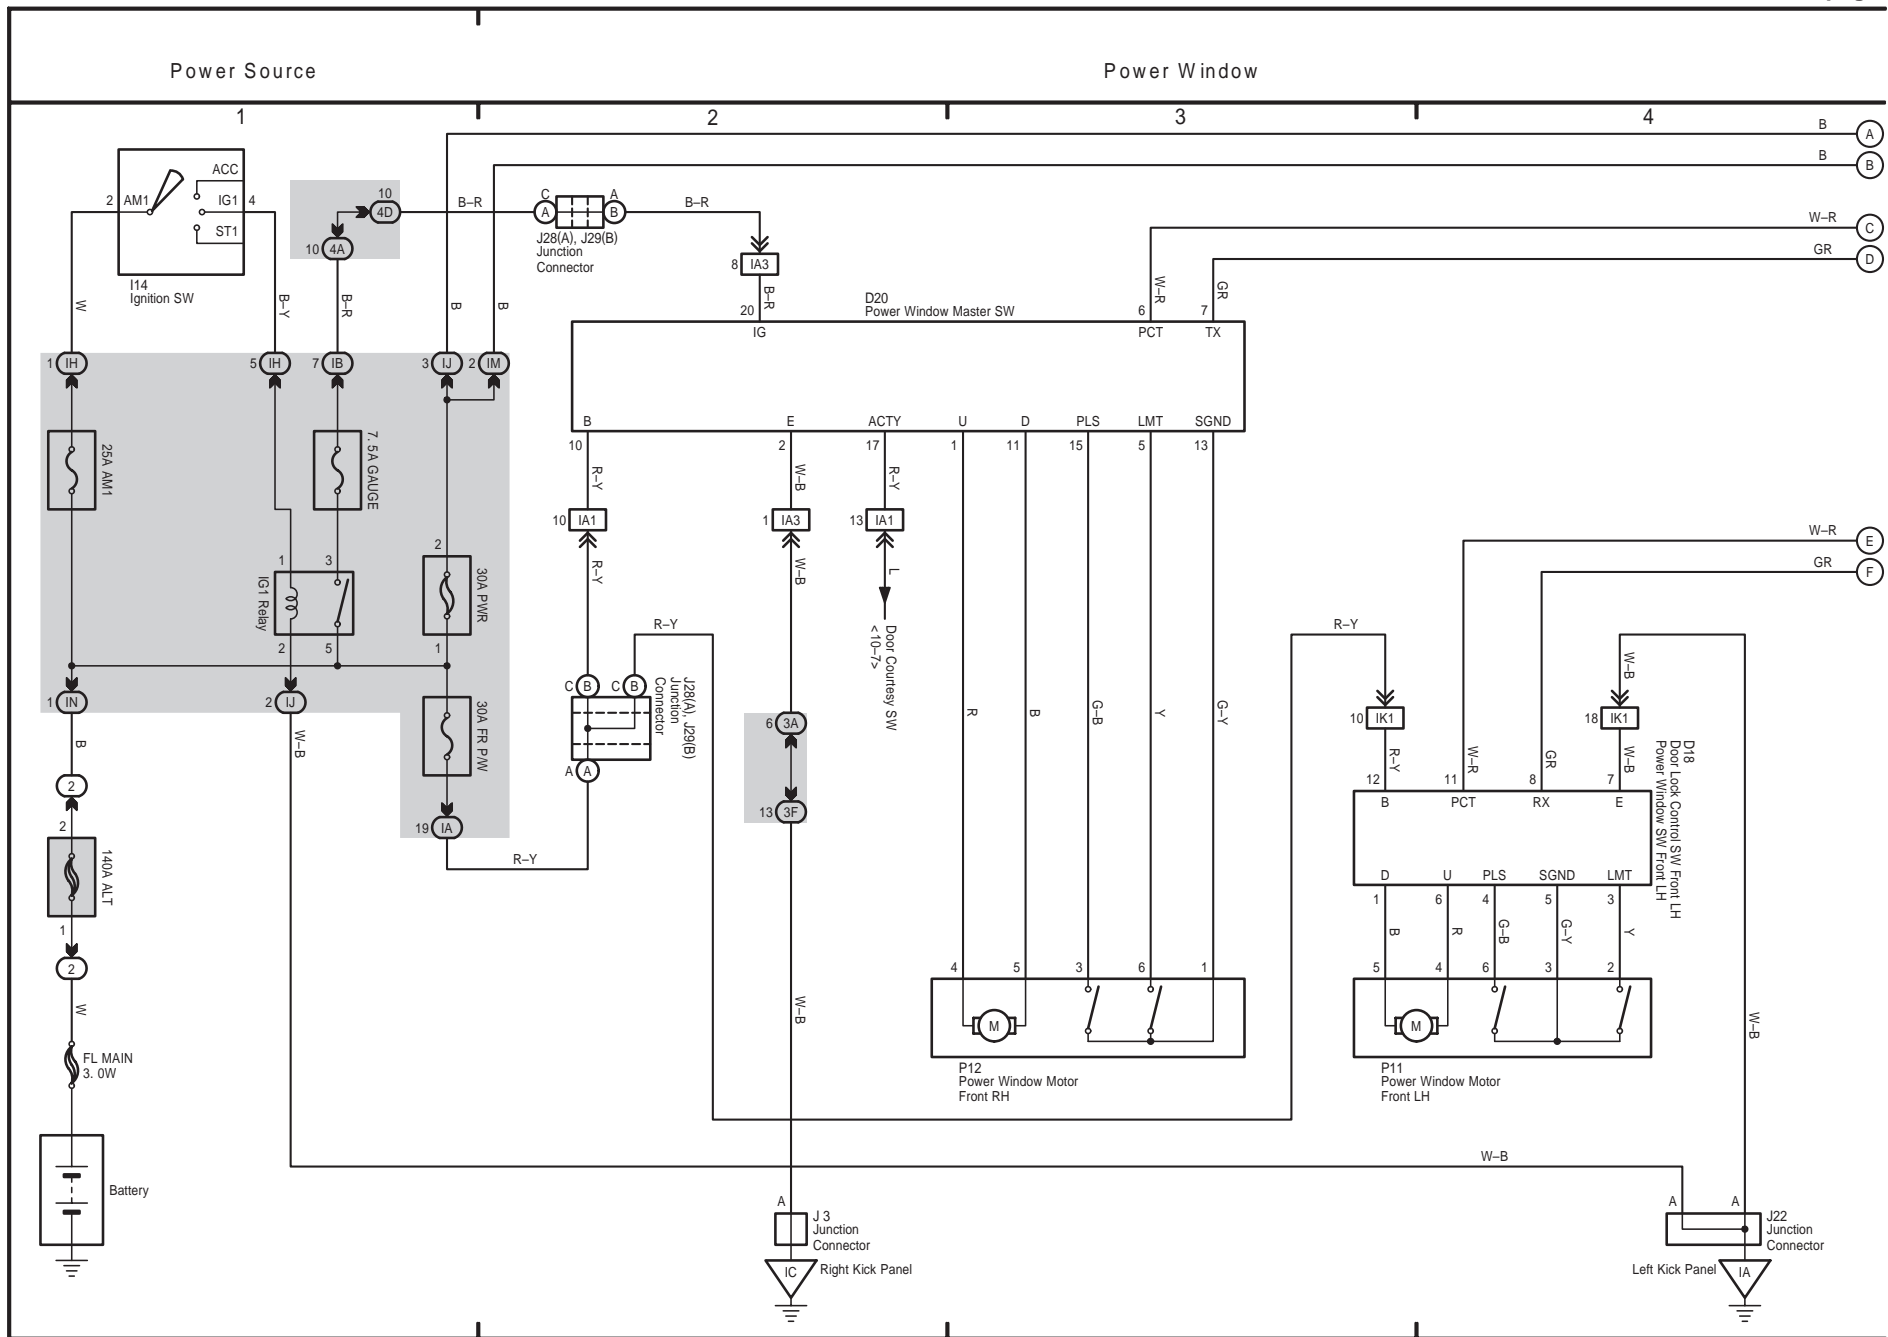 Power Source
Power Window
1
2
3
4
B
A
B
B
W–R
C
GR
D
ACC
2
AM1
IG1
4
ST1
I14
Ignition SW
10
4D
10
4A
B–R
C
A
A
B
J28(A), J29(B)
Junction
Connector
B–R
8
IA3
B–R
W
B–Y
B–R
B
B
D20
Power Window Master SW
W–R
GR
20
6
7
IG
PCT
TX
B
E
ACTY
U
D
PLS
LMT
SGND
10
2
17
1
11
15
5
13
1
IH
5
IH
7
IB
3
IJ
2
IM
25A AM1
7. 5A GAUGE
1
3
IG1 Relay
2
5
2
30A PWR
1
30A FR P/W
1
IN
2
IJ
19
IA
R–Y
W–B
R–Y
10
IA1
1
IA3
13
IA1
R–Y
W–B
L
Door Courtesy SW
<10–7>
R–Y
C
B
C
B
J28(A), J29(B)
Junction
Connector
A
A
R–Y
6
3A
13
3F
R
B
G–B
Y
G–Y
W–R
E
GR
F
R–Y
W–B
10
IK1
18
IK1
R–Y
W–R
GR
W–B
12
11
8
7
B
PCT
RX
E
D18
Door Lock Control SW Front LH
Power Window SW Front LH
D
U
PLS
SGND
LMT
1
6
4
5
3
B
R
G–B
G–Y
Y
5
4
6
3
2
M
P11
Power Window Motor
Front LH
4
5
3
6
1
M
P12
Power Window Motor
Front RH
B
2
2
140A ALT
1
2
W
FL MAIN
3. 0W
Battery
W–B
W–B
W–B
W–B
A
J 3
Junction
Connector
IC
Right Kick Panel
A
A
J22
Junction
Connector
Left Kick Panel
IA